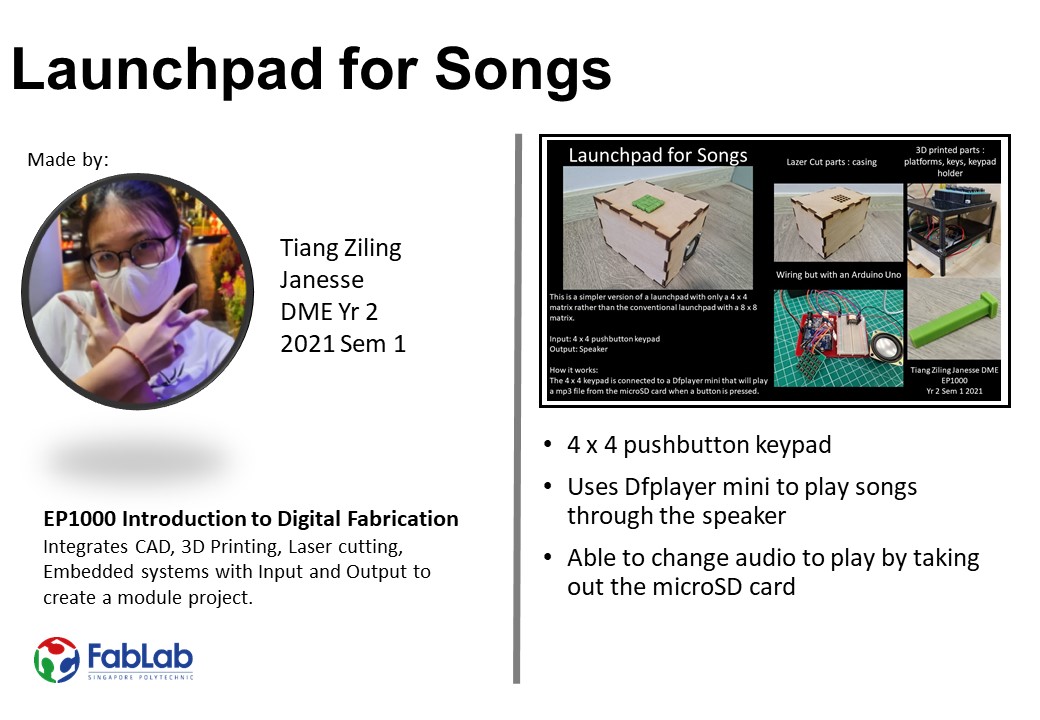 Launchpad for Songs
Made by:
Tiang Ziling
Janesse
DME Yr 2
2021 Sem 1
EP1000 Introduction to Digital Fabrication
Integrates CAD, 3D Printing, Laser cutting,
Embedded systems with Input and Output to
create a module project.
FabLab
SINGAPORE POLYTECHNIC
Launchpad for Songs
This is a simpler version of a launchpad with only a 4 x 4
matrix rather than the conventional launchpad with a 8 x 8
matrix.
Input: 4 x 4 pushbutton keypad
Output: Speaker
How it works:
The 4 x 4 keypad is connected to a Dfplayer mini that will play
a mp3 file from the microSD card when a button is pressed.
Lazer Cut parts : casing
Wiring but with an Arduino Uno
3D printed parts :
platforms, keys, keypad
holder
Tiang Ziling Janesse DME
EP1000
Yr 2 Sem 1 2021
• 4 x 4 pushbutton keypad
• Uses Dfplayer mini to play songs
through the speaker
• Able to change audio to play by taking
out the microSD card